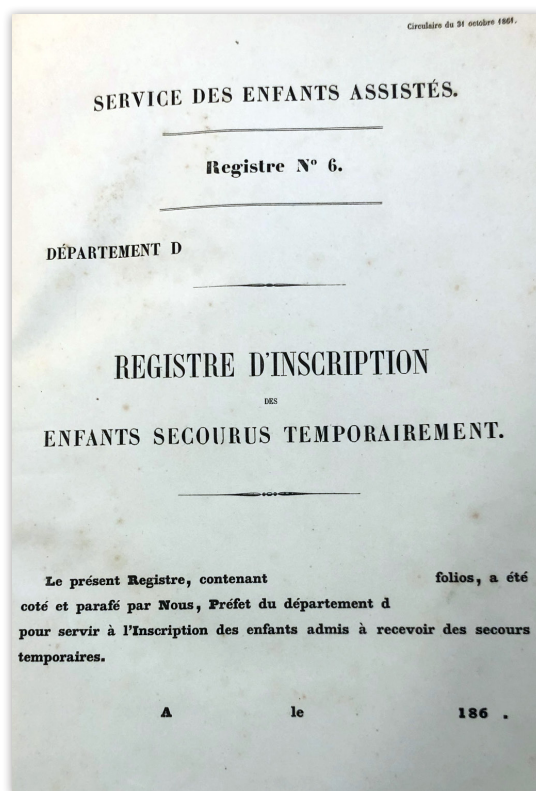 Circulaire du 31 octobre 1861.
SERVICE DES ENFANTS ASSISTÉS.
Registre Nº 6.
DÉPARTEMENT D
REGISTRE D'INSCRIPTION
DES
ENFANTS SECOURUS TEMPORAIREMENT.
Le présent Registre, contenant folios, a été
coté et parafé par Nous, Préfet du département d
pour servir à l'Inscription des enfants admis à recevoir des secours
temporaires.
A le 186 .